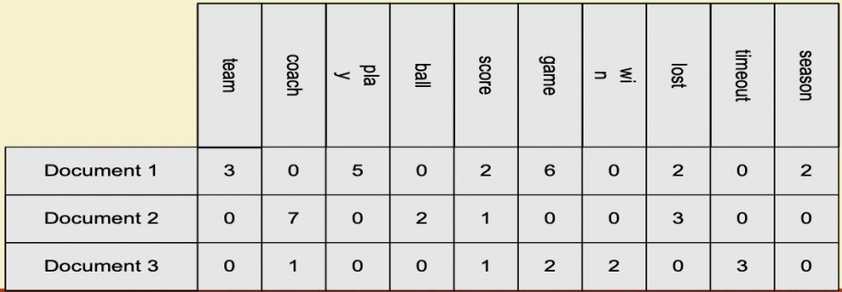 team coach pla y ball score game wi n lost timeout season
Document 1 3 0 5 0 2 6 0 2 0 2
Document 2 0 7 0 2 1 0 0 3 0 0
Document 3 0 1 0 0 1 2 2 0 3 0